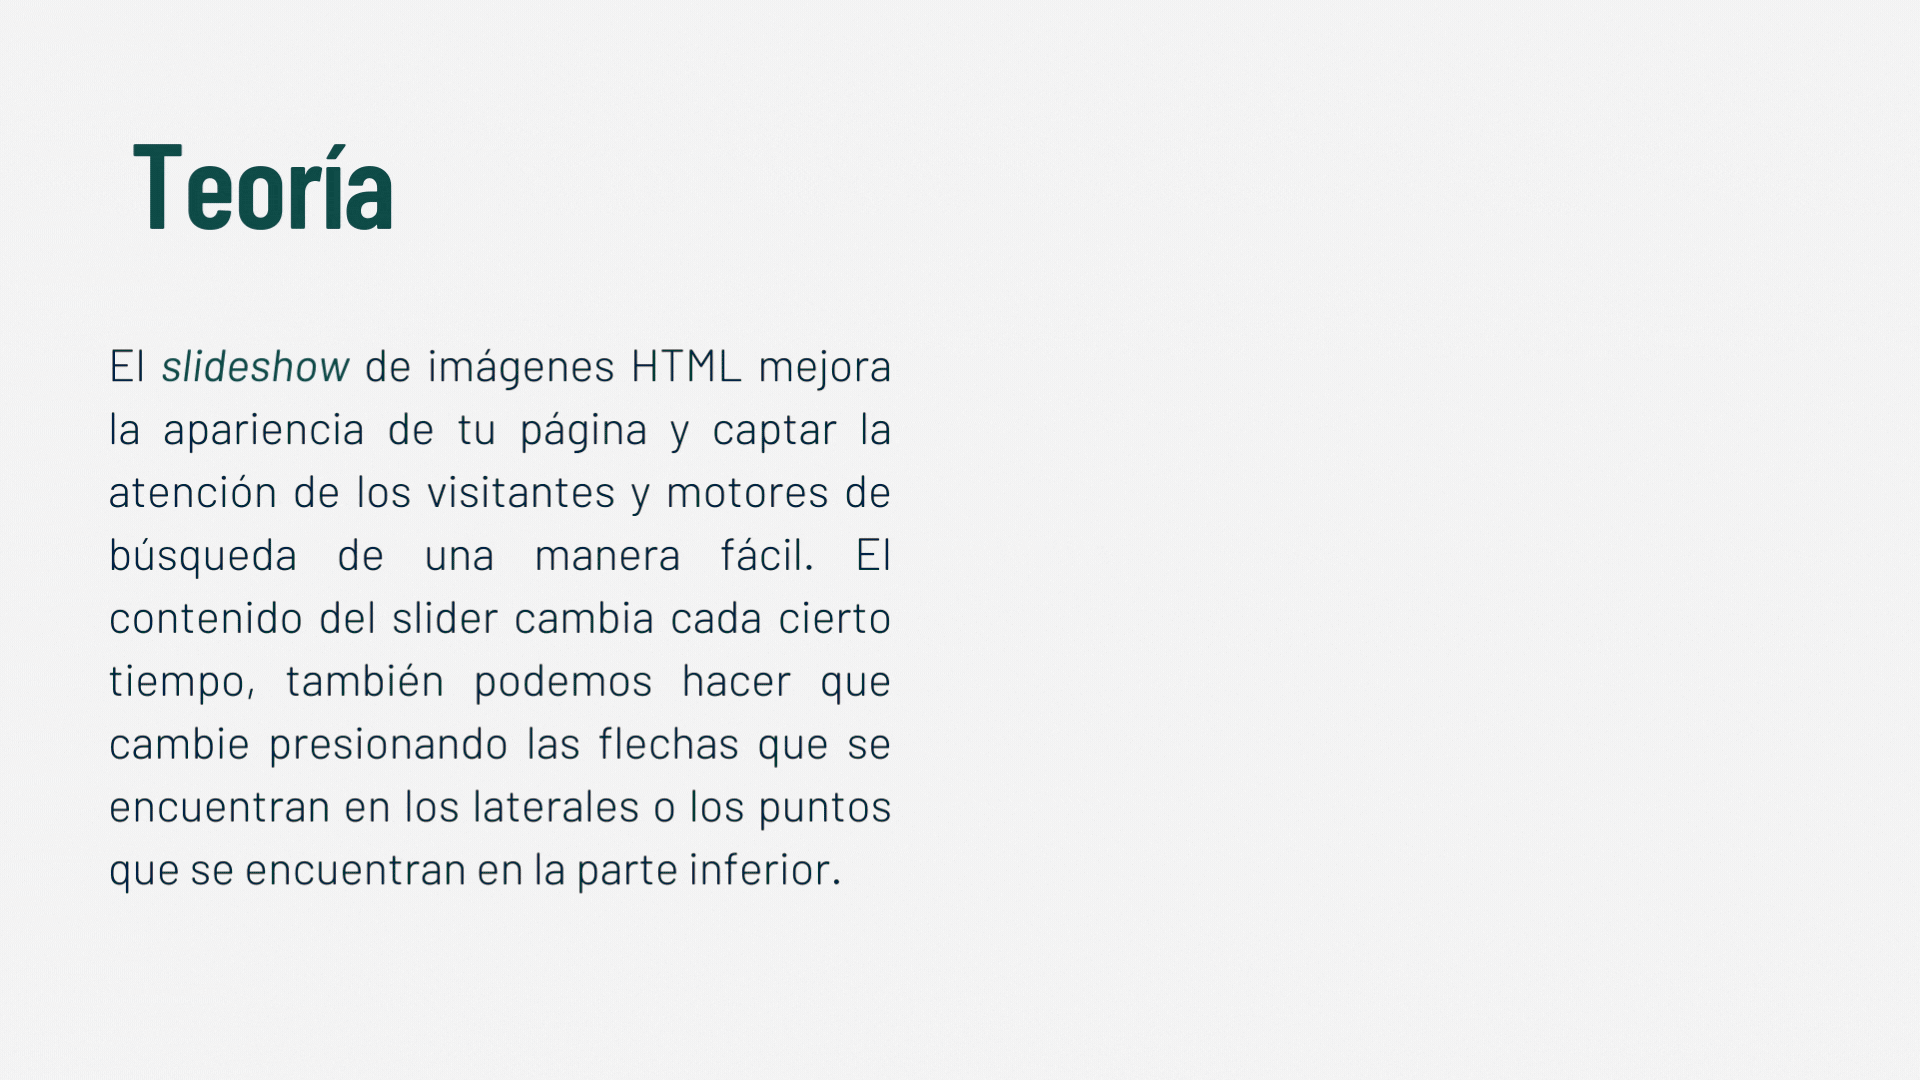 Teoría
El slideshow de imágenes HTML mejora
la apariencia de tu página y captar la
atención de los visitantes y motores de
búsqueda de una manera fácil. El
contenido del slider cambia cada cierto
tiempo, también podemos hacer que
cambie presionando las flechas que se
encuentran en los laterales o los puntos
que se encuentran en la parte inferior.